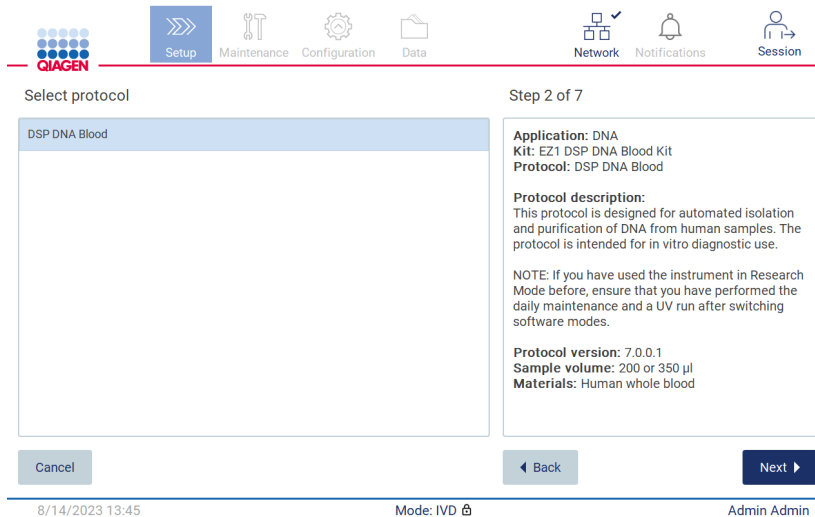 QIAGEN
Setup
Maintenance
Configuration
Data
Network
Notifications
Session
Select protocol
Step 2 of 7
DSP DNA Blood
Application: DNA
Kit: EZ1 DSP DNA Blood Kit
Protocol: DSP DNA Blood
Protocol description:
This protocol is designed for automated isolation
and purification of DNA from human samples. The
protocol is intended for in vitro diagnostic use.
NOTE: If you have used the instrument in Research
Mode before, ensure that you have performed the
daily maintenance and a UV run after switching
software modes.
Protocol version: 7.0.0.1
Sample volume: 200 or 350 µl
Materials: Human whole blood
Cancel
Back
Next
8/14/2023 13:45
Mode: IVD
Admin Admin